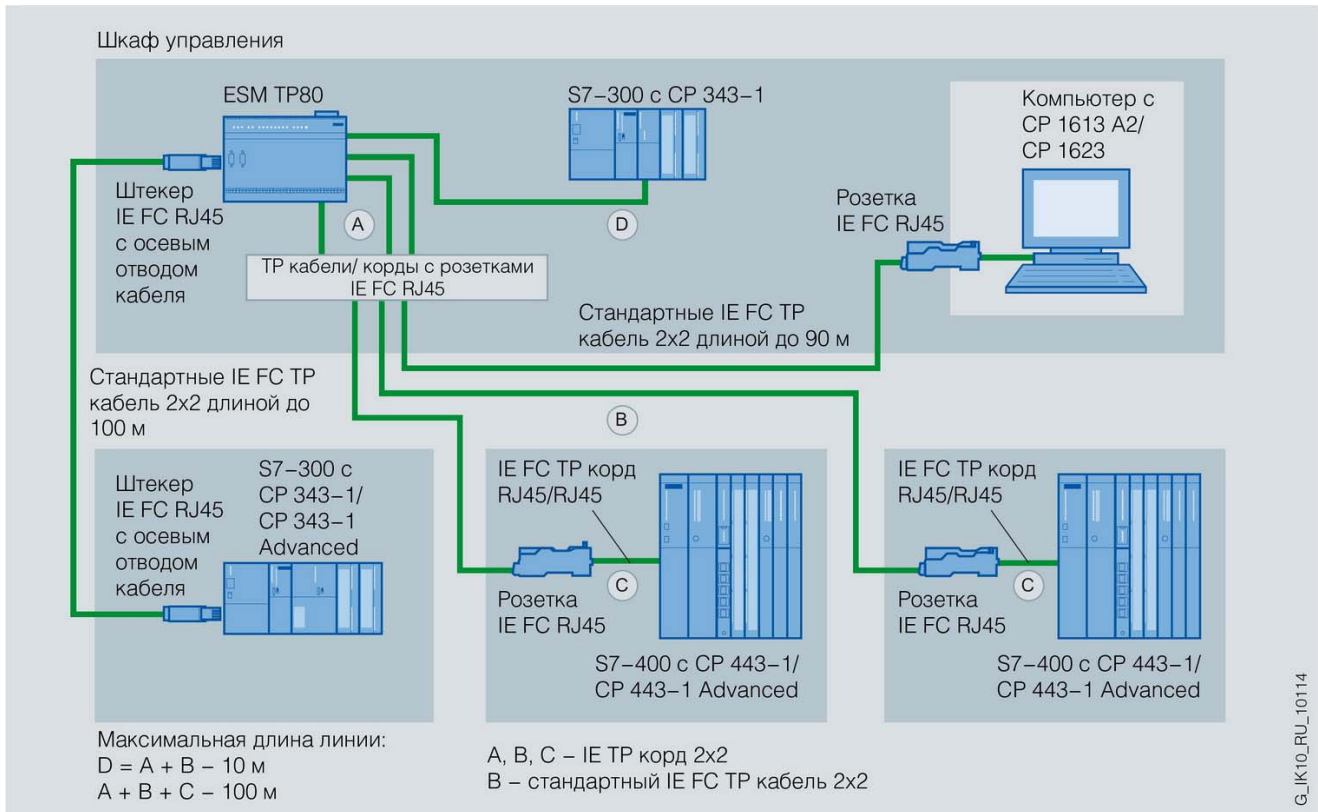 Шкаф управления
ESM TP80
S7–300 с CP 343–1
Компьютер с
CP 1613 A2/
CP 1623
Штекер
IE FC RJ45
с осевым
отводом
кабеля
A
D
Розетка
IE FC RJ45
TP кабели/ корды с розетками
IE FC RJ45
Стандартные IE FC TP
кабель 2x2 длиной до 90 м
Стандартные IE FC TP
кабель 2x2 длиной до
100 м
B
Штекер
IE FC RJ45
с осевым
отводом
кабеля
S7–300 с
CP 343–1/
CP 343–1
Advanced
IE FC TP корд
RJ45/RJ45
C
Розетка
IE FC RJ45
S7–400 с CP 443–1/
CP 443–1 Advanced
IE FC TP корд
RJ45/RJ45
C
Розетка
IE FC RJ45
S7–400 с CP 443–1/
CP 443–1 Advanced
Максимальная длина линии:
D = A + B – 10 м
A + B + C – 100 м
A, B, C – IE TP корд 2x2
B – стандартный IE FC TP кабель 2x2
G_IK10_RU_10114